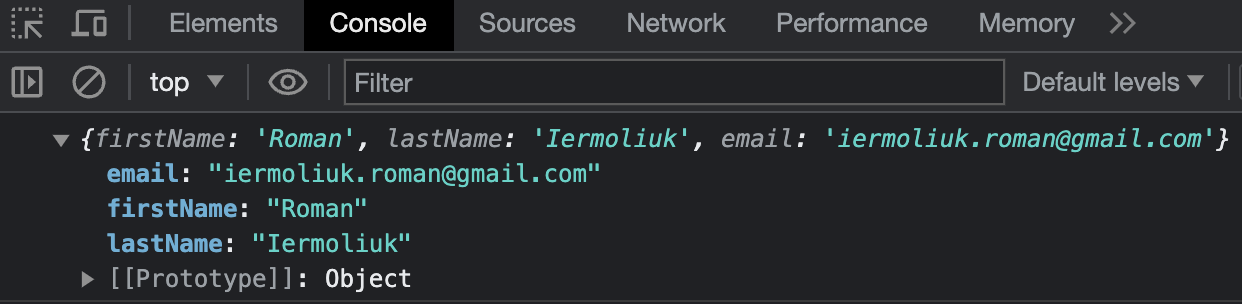 Elements Console Sources Network Performance Memory
top Filter Default levels
{firstName: 'Roman', lastName: 'Iermoliuk', email: 'iermoliuk.roman@gmail.com'}
email: "iermoliuk.roman@gmail.com"
firstName: "Roman"
lastName: "Iermoliuk"
[[Prototype]]: Object